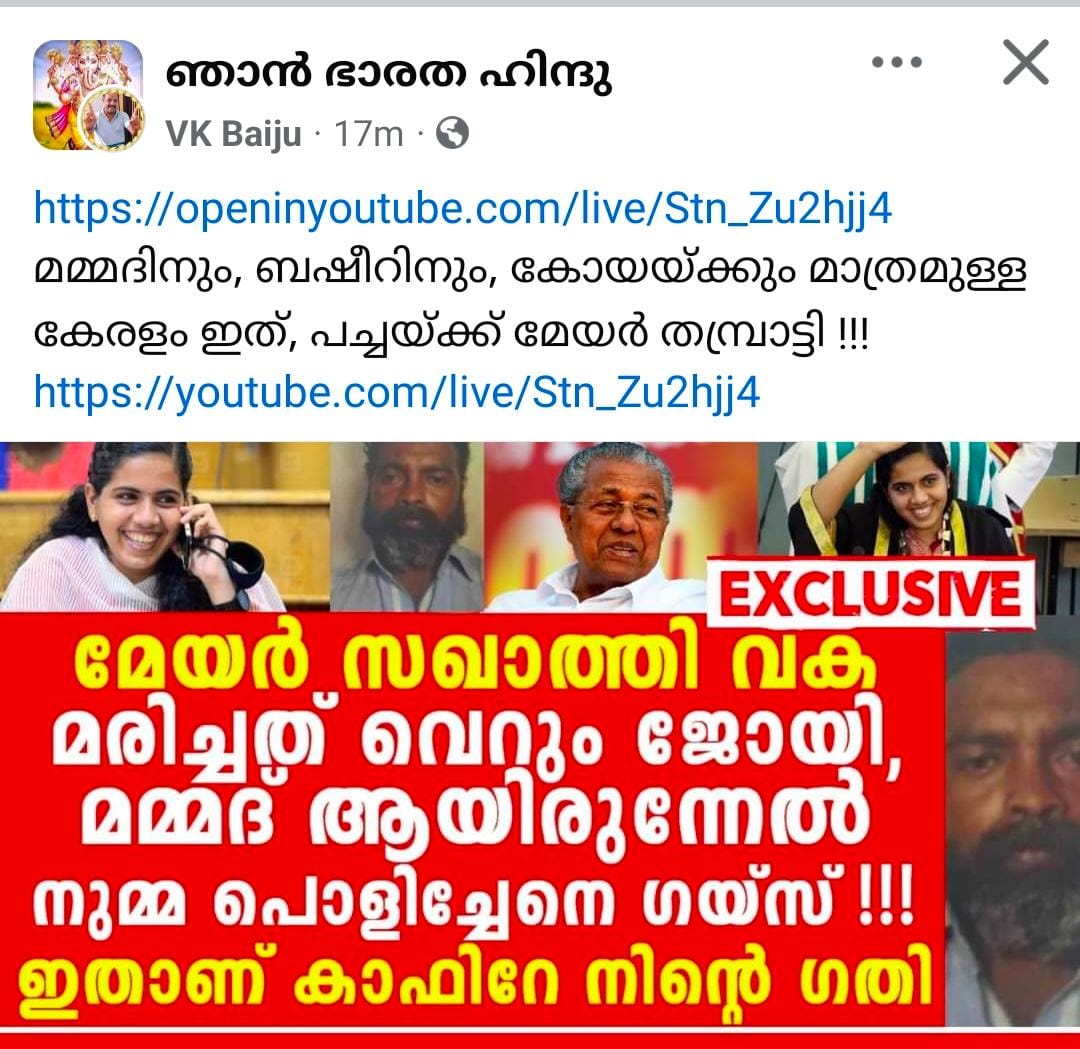 ഞാൻ ഭാരത ഹിന്ദു
VK Baiju · 17m ·
https://openinyoutube.com/live/Stn_Zu2hjj4
മമ്മദിനും, ബഷീറിനും, കോയയ്ക്കും മാത്രമുള്ള
കേരളം ഇത്, പച്ചയ്ക്ക് മേയർ തമ്പ്രാട്ടി !!!
https://youtube.com/live/Stn_Zu2hjj4
EXCLUSIVE
മേയർ സഖാത്തി വക
മരിച്ചത് വെറും ജോയി,
മമ്മദ് ആയിരുന്നേൽ
നുമ്മ പൊളിച്ചേനെ ഗയ്സ് !!!
ഇതാണ് കാഫിറേ നിന്റെ ഗതി